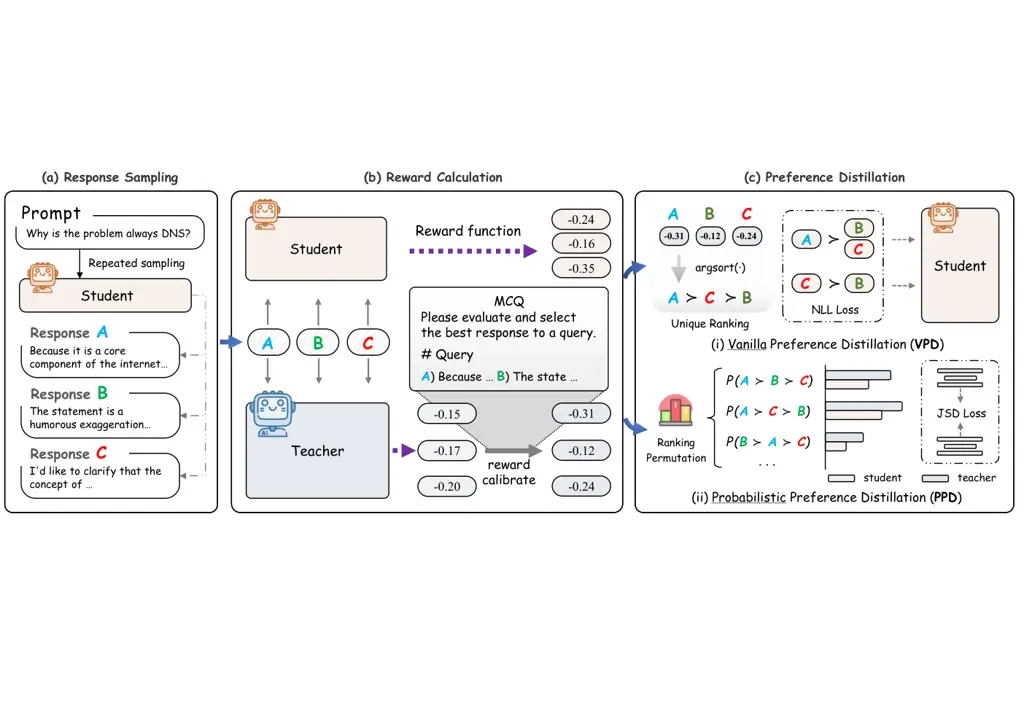 (a) Response Sampling
Prompt
Why is the problem always DNS?
Repeated sampling
Student
Response A
Because it is a core
component of the internet...
Response B
The statement is a
humorous exaggeration...
Response C
I'd like to clarify that the
concept of ...
(b) Reward Calculation
Student
Reward function
-0.24
-0.16
-0.35
A
B
C
MCQ
Please evaluate and select
the best response to a query.
# Query
A) Because ... B) The state ...
AI
Teacher
-0.15
-0.17
-0.20
reward
calibrate
-0.31
-0.12
-0.24
(c) Preference Distillation
A B C
-0.31 -0.12 -0.24
argsort(·)
A ≻ C ≻ B
Unique Ranking
A ≻ B
C
C ≻ B
NLL Loss
Student
(i) Vanilla Preference Distillation (VPD)
Ranking
Permutation
P(A ≻ B ≻ C)
P(A ≻ C ≻ B)
P(B ≻ A ≻ C)
...
JSD Loss
student
teacher
(ii) Probabilistic Preference Distillation (PPD)